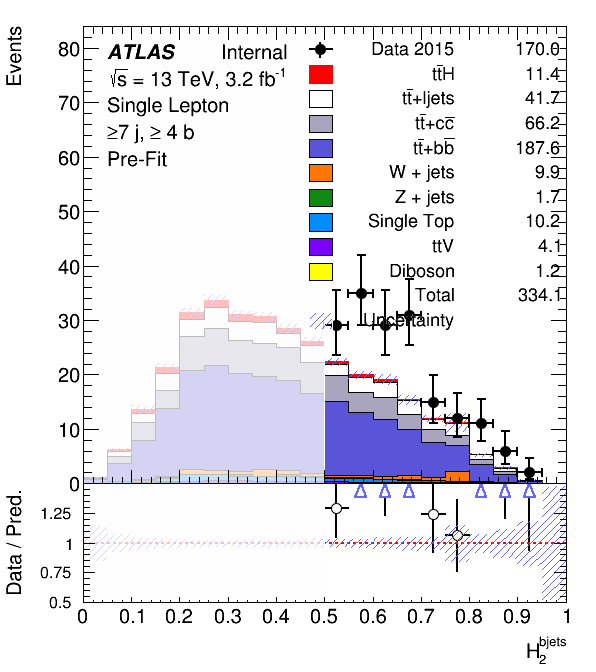 Events
80
70
60
50
40
30
20
10
0
ATLAS Internal
√s = 13 TeV, 3.2 fb⁻¹
Single Lepton
≥7 j, ≥ 4 b
Pre-Fit
Data 2015 170.0
tt̄H 11.4
tt̄+ljets 41.7
tt̄+cc̄ 66.2
tt̄+bb̄ 187.6
W + jets 9.9
Z + jets 1.7
Single Top 10.2
ttV 4.1
Diboson 1.2
Total 334.1
Uncertainty
Data / Pred.
1.25
1
0.75
0.5
0 0.1 0.2 0.3 0.4 0.5 0.6 0.7 0.8 0.9 1
H₂^bjets